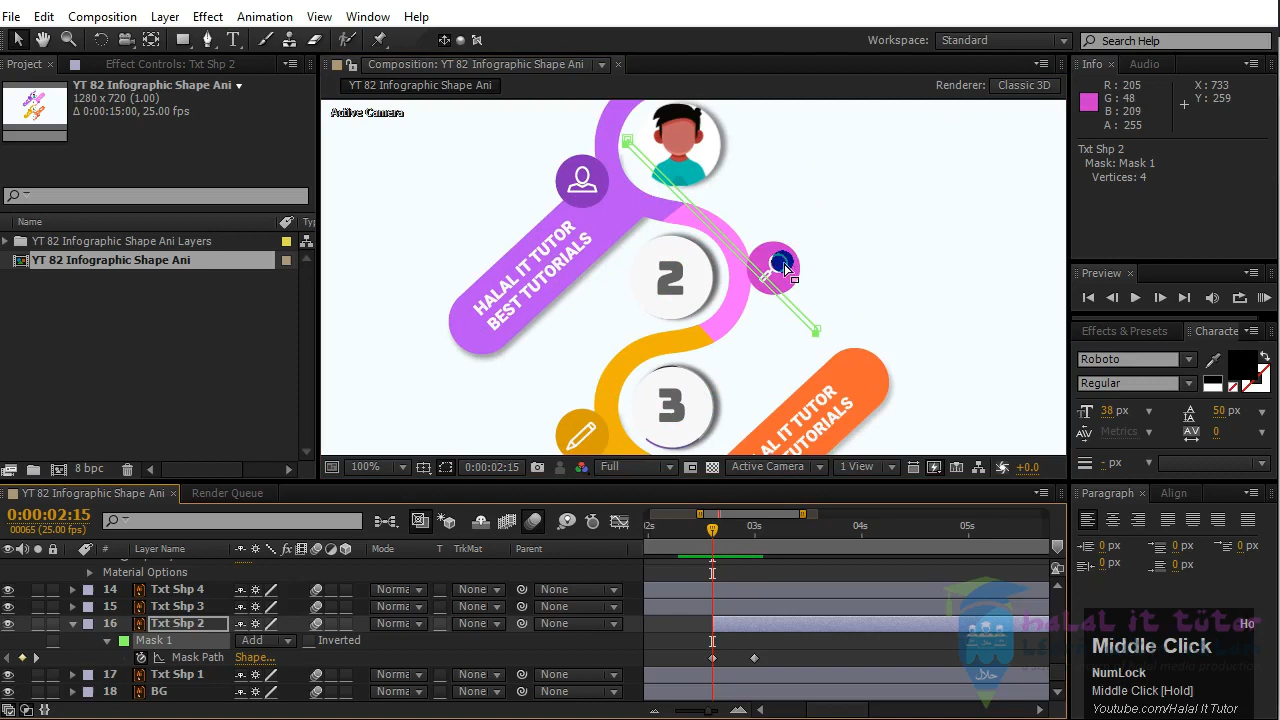 File Edit Composition Layer Effect Animation View Window Help
Workspace: Standard Search Help
Project Effect Controls: Txt Shp 2 Composition: YT 82 Infographic Shape Ani Info Audio
YT 82 Infographic Shape Ani
1280 x 720 (1.00)
Δ 0:00:15:00, 25.00 fps
YT 82 Infographic Shape Ani Renderer: Classic 3D
Active Camera
R : 205
G : 48
B : 209
A : 255
X : 733
Y : 259
Txt Shp 2
Mask: Mask 1
Vertices: 4
Name Ty
YT 82 Infographic Shape Ani Layers
YT 82 Infographic Shape Ani
HALAL IT TUTOR
BEST TUTORIALS
2
3
AL IT TUTOR
TUTORIALS
Preview
Effects & Presets Characte
Roboto
Regular
38 px 50 px
Metrics 0
- px
8 bpc
100% 0:00:02:15 Full Active Camera 1 View +0.0
YT 82 Infographic Shape Ani Render Queue
Paragraph Align
0 px 0 px 0 px
0 px 0 px
0:00:02:15
00065 (25.00 fps)
02s 03s 04s 05s
# Layer Name Mode T TrkMat Parent
Material Options
14 Txt Shp 4 Norma None None
15 Txt Shp 3 Norma None None
16 Txt Shp 2 Norma None None
Mask 1 Add Inverted
Mask Path Shape...
17 Txt Shp 1 Norma None None
18 BG Norma None None
halal it tutor
حلال
Ho
Middle Click
NumLock
Middle Click [Hold]
Youtube.com/Halal It Tutor